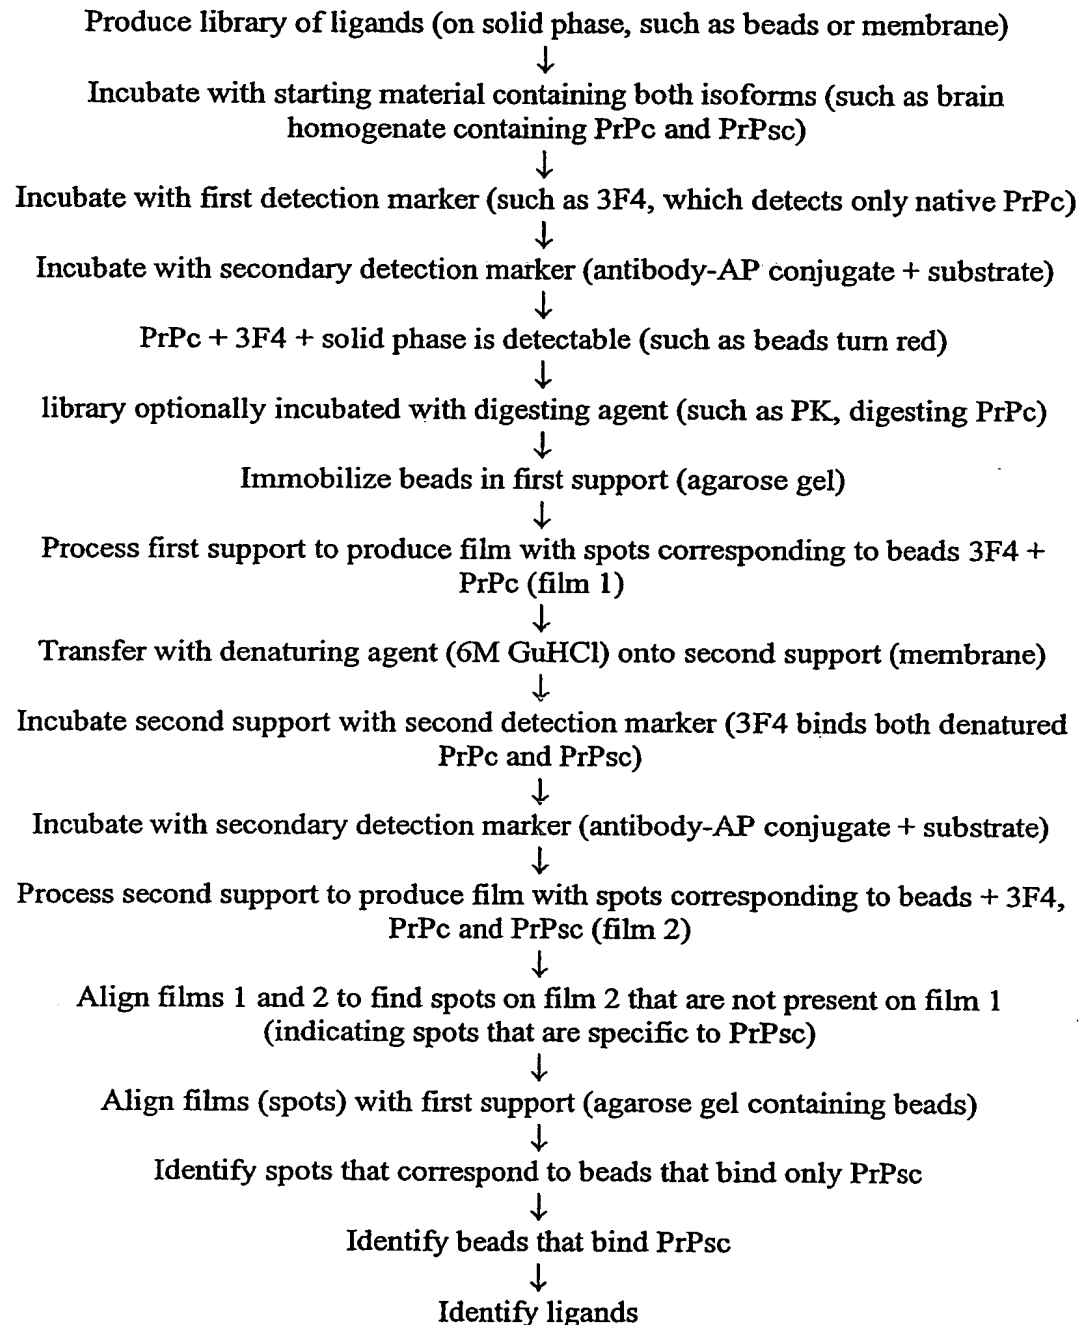 Produce library of ligands (on solid phase, such as beads or membrane)
↓
Incubate with starting material containing both isoforms (such as brain
homogenate containing PrPc and PrPsc)
↓
Incubate with first detection marker (such as 3F4, which detects only native PrPc)
↓
Incubate with secondary detection marker (antibody-AP conjugate + substrate)
↓
PrPc + 3F4 + solid phase is detectable (such as beads turn red)
↓
library optionally incubated with digesting agent (such as PK, digesting PrPc)
↓
Immobilize beads in first support (agarose gel)
↓
Process first support to produce film with spots corresponding to beads 3F4 +
PrPc (film 1)
↓
Transfer with denaturing agent (6M GuHCl) onto second support (membrane)
↓
Incubate second support with second detection marker (3F4 binds both denatured
PrPc and PrPsc)
↓
Incubate with secondary detection marker (antibody-AP conjugate + substrate)
↓
Process second support to produce film with spots corresponding to beads + 3F4,
PrPc and PrPsc (film 2)
↓
Align films 1 and 2 to find spots on film 2 that are not present on film 1
(indicating spots that are specific to PrPsc)
↓
Align films (spots) with first support (agarose gel containing beads)
↓
Identify spots that correspond to beads that bind only PrPsc
↓
Identify beads that bind PrPsc
↓
Identify ligands